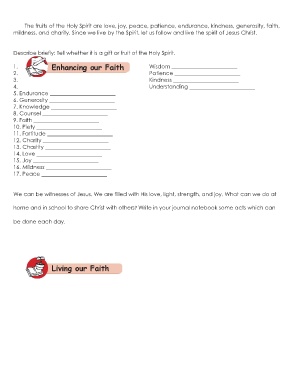 The fruits of the Holy Spirit are love, joy, peace, patience, endurance, kindness, generosity, faith,
mildness, and charity. Since we live by the Spirit, let us follow and live the spirit of Jesus Christ.
Describe briefly: Tell whether it is a gift or fruit of the Holy Spirit.
Enhancing our Faith
1. Wisdom ____________________
2. Patience ____________________
3. Kindness ____________________
4. Understanding ____________________
5. Endurance ____________________
6. Generosity ____________________
7. Knowledge ____________________
8. Counsel ____________________
9. Faith ____________________
10. Piety ____________________
11. Fortitude ____________________
12. Chastity ____________________
13. Charity ____________________
14. Love ____________________
15. Joy ____________________
16. Mildness ____________________
17. Peace ____________________
We can be witnesses of Jesus. We are filled with His love, light, strength, and joy. What can we do at
home and in school to share Christ with others? Write in your journal notebook some acts which can
be done each day.
Living our Faith